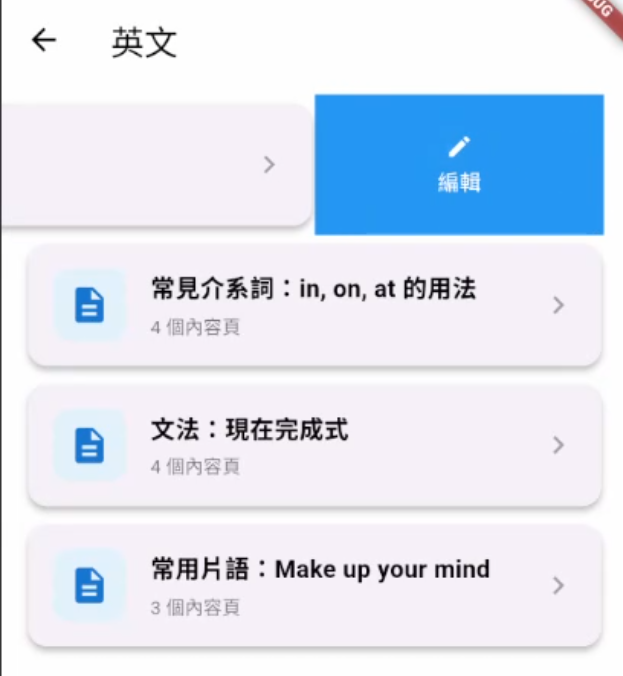 英文
編輯
常見介系詞：in, on, at 的用法
4 個內容頁
文法：現在完成式
4 個內容頁
常用片語：Make up your mind
3 個內容頁